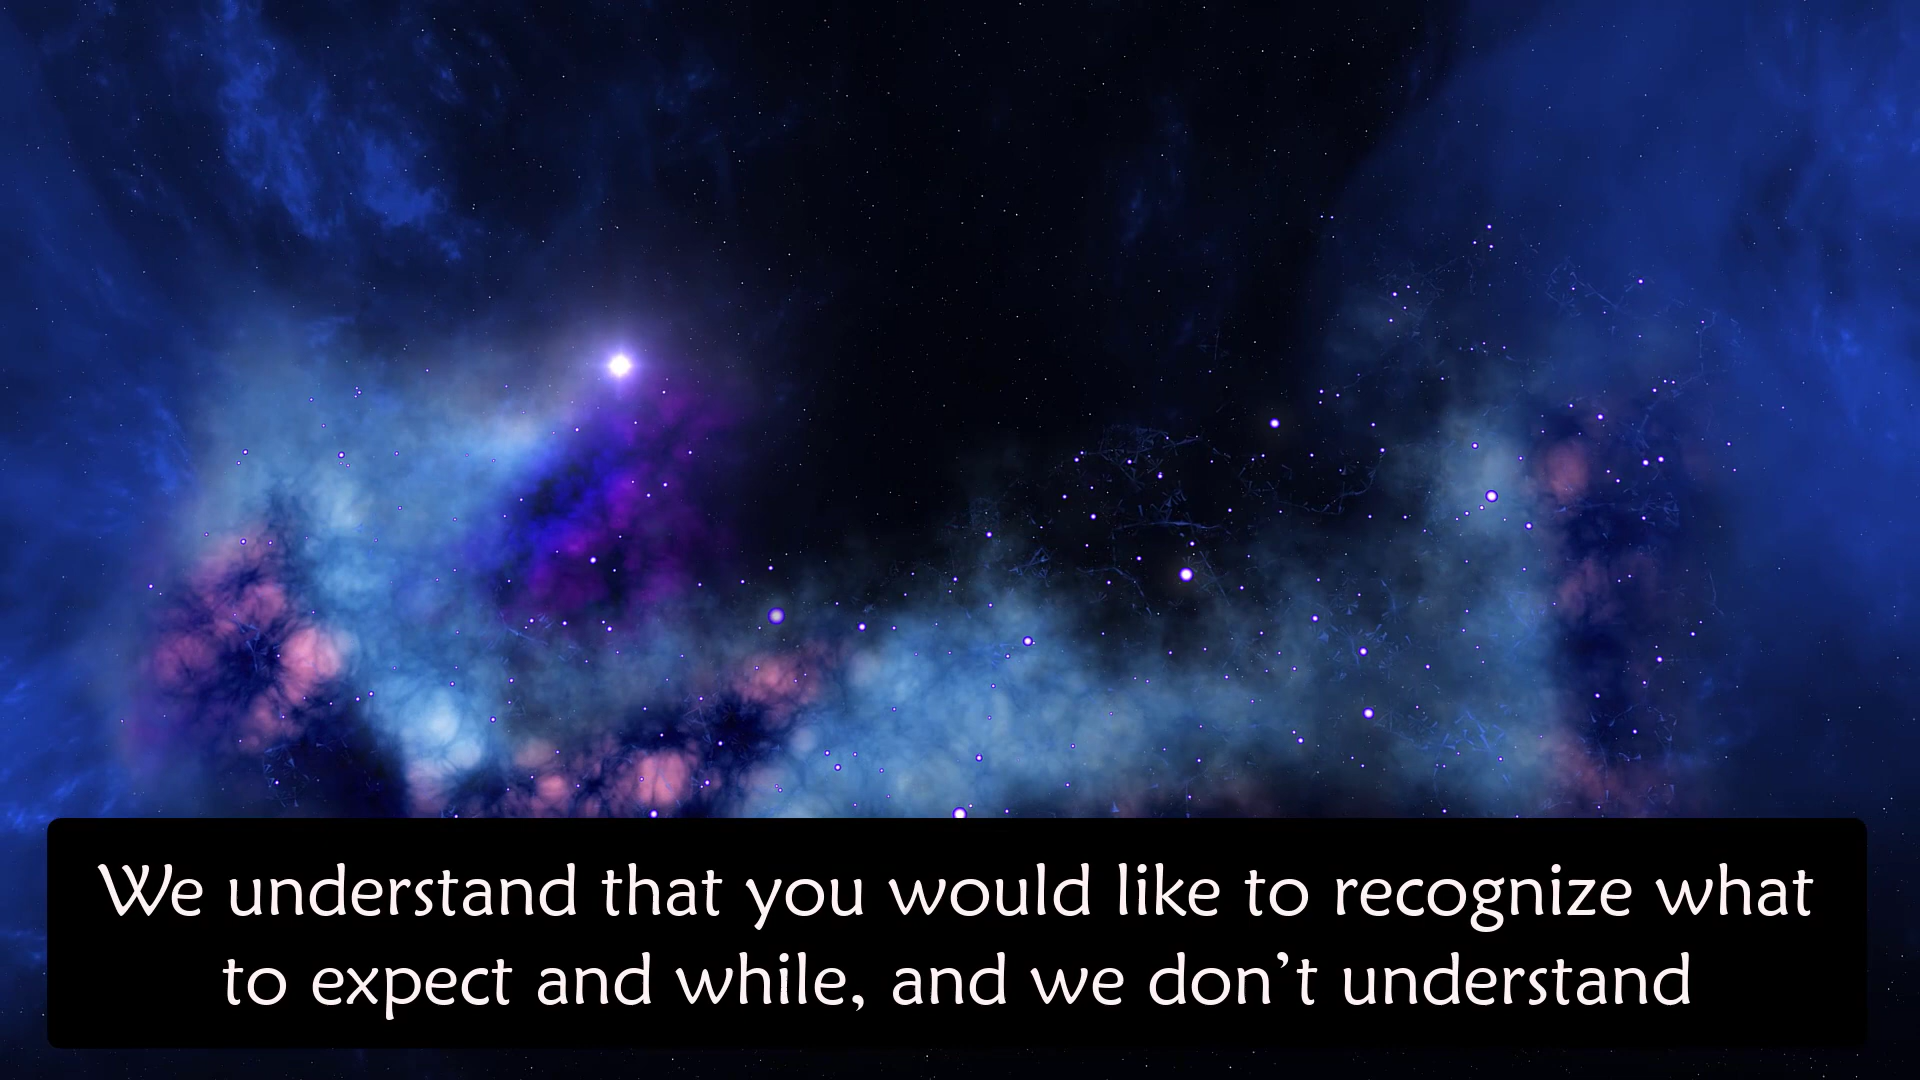 We understand that you would like to recognize what
to expect and while, and we don’t understand